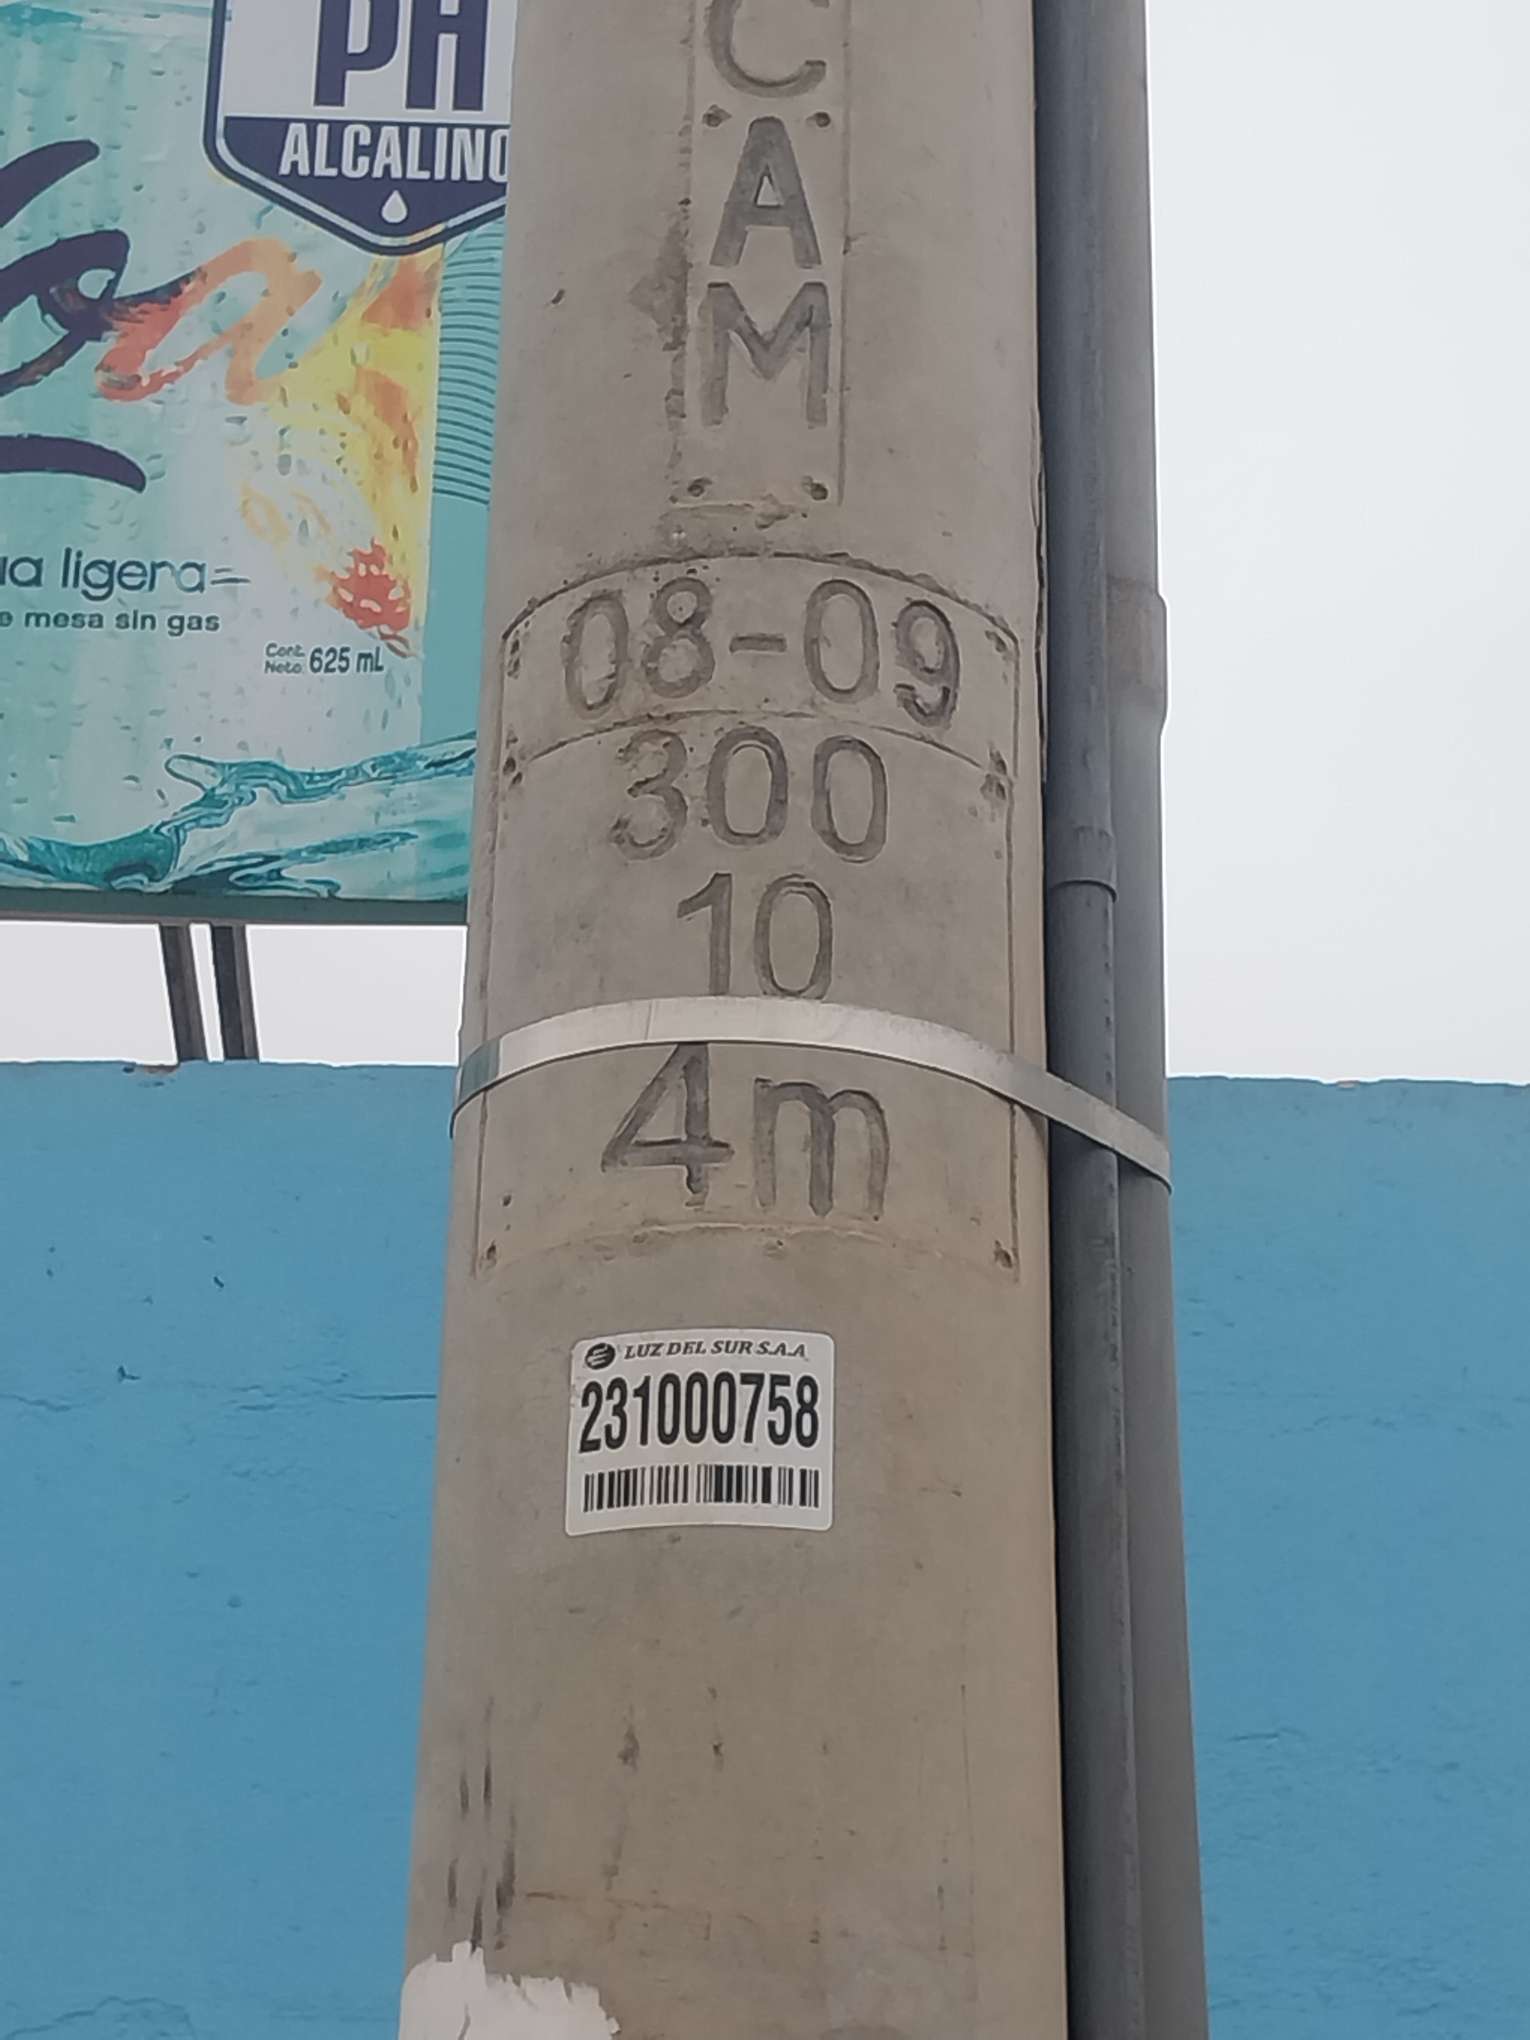 PH
ALCALINO
ligera
mesa sin gas
Cont.
Neto: 625 mL
C
A
M
08-09
300
10
4m
LUZ DEL SUR S.A.A.
231000758